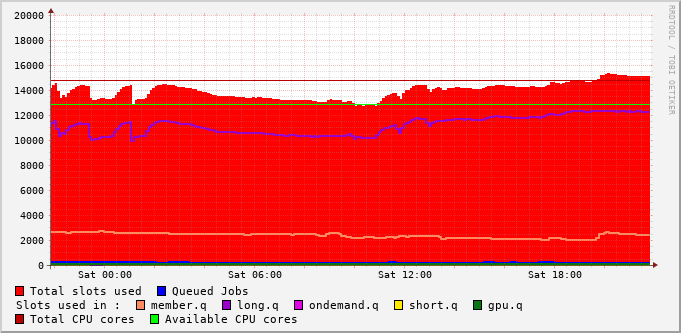 RRDTOOL / TOBI OETIKER
20000
18000
16000
14000
12000
10000
8000
6000
4000
2000
0
Sat 00:00 Sat 06:00 Sat 12:00 Sat 18:00
Total slots used Queued Jobs
Slots used in : member.q long.q ondemand.q short.q gpu.q
Total CPU cores Available CPU cores